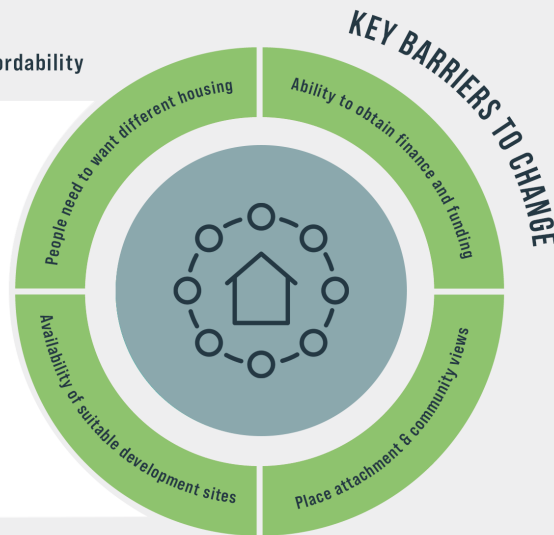 KEY BARRIERS TO CHANGE
People need to want different housing
Ability to obtain finance and funding
Availability of suitable development sites
Place attachment & community views